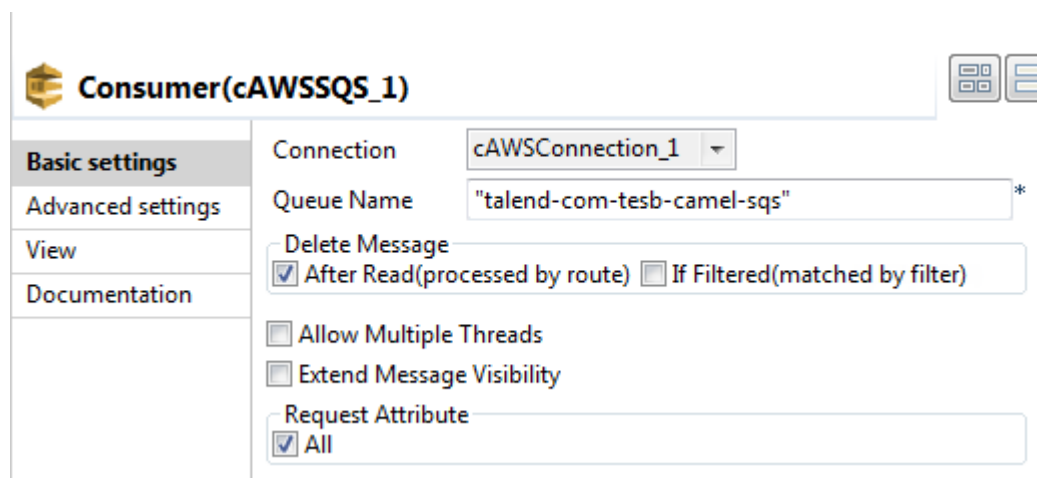 Consumer(cAWSSQS_1)
Basic settings
Advanced settings
View
Documentation
Connection cAWSConnection_1
Queue Name "talend-com-tesb-camel-sqs" *
Delete Message
After Read(processed by route) If Filtered(matched by filter)
Allow Multiple Threads
Extend Message Visibility
Request Attribute
All